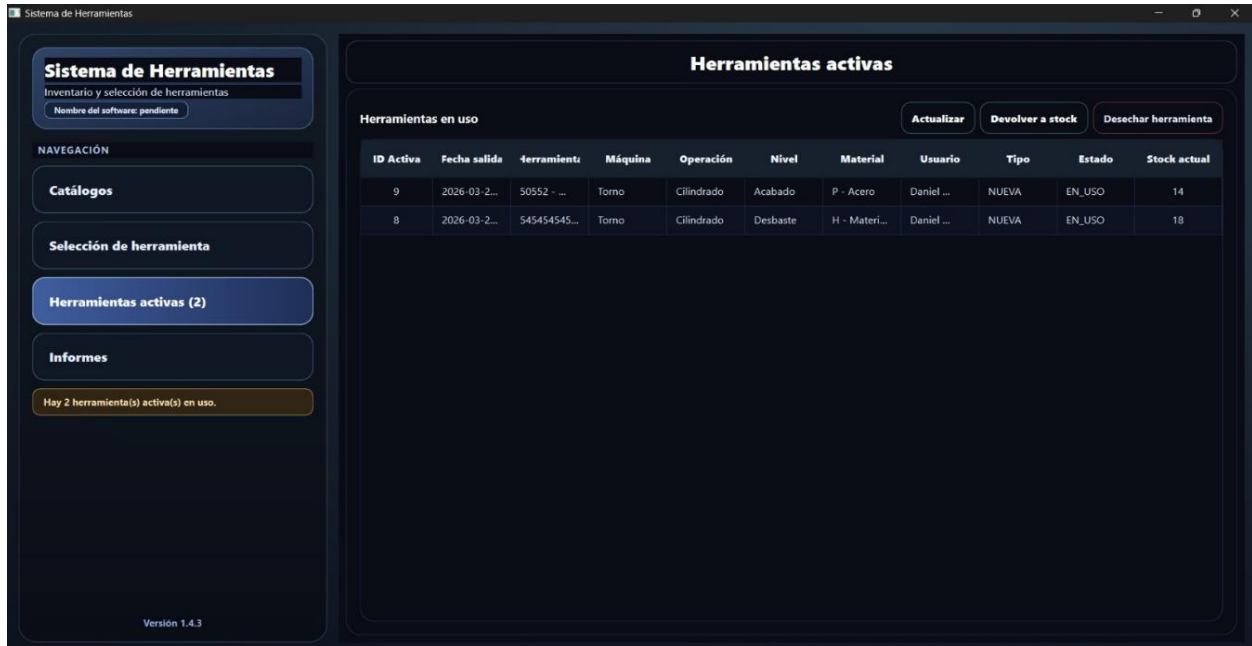 Sistema de Herramientas
Sistema de Herramientas
Inventario y selección de herramientas
Nombre del software: pendiente
NAVEGACIÓN
Catálogos
Selección de herramienta
Herramientas activas (2)
Informes
Hay 2 herramienta(s) activa(s) en uso.
Versión 1.4.3
Herramientas activas
Herramientas en uso Actualizar Devolver a stock Desechar herramienta
ID Activa Fecha salida Herramienta Máquina Operación Nivel Material Usuario Tipo Estado Stock actual
9 2026-03-2... 50552 - ... Torno Cilindrado Acabado P - Acero Daniel ... NUEVA EN_USO 14
8 2026-03-2... 545454545... Torno Cilindrado Desbaste H - Materi... Daniel ... NUEVA EN_USO 18